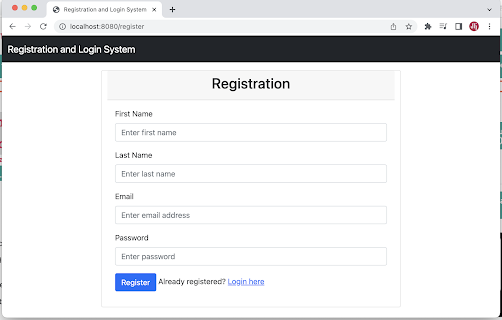 Registration and Login System
localhost:8080/register
Registration and Login System
Registration
First Name
Enter first name
Last Name
Enter last name
Email
Enter email address
Password
Enter password
Register Already registered? Login here